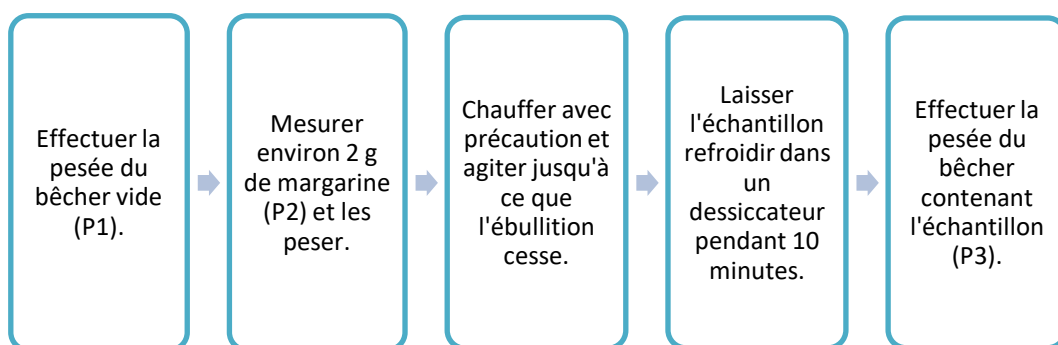 Effectuer la
pesée du
bêcher vide
(P1).
Mesurer
environ 2 g
de margarine
(P2) et les
peser.
Chauffer avec
précaution et
agiter jusqu'à
ce que
l'ébullition
cesse.
Laisser
l'échantillon
refroidir dans
un
dessiccateur
pendant 10
minutes.
Effectuer la
pesée du
bêcher
contenant
l'échantillon
(P3).